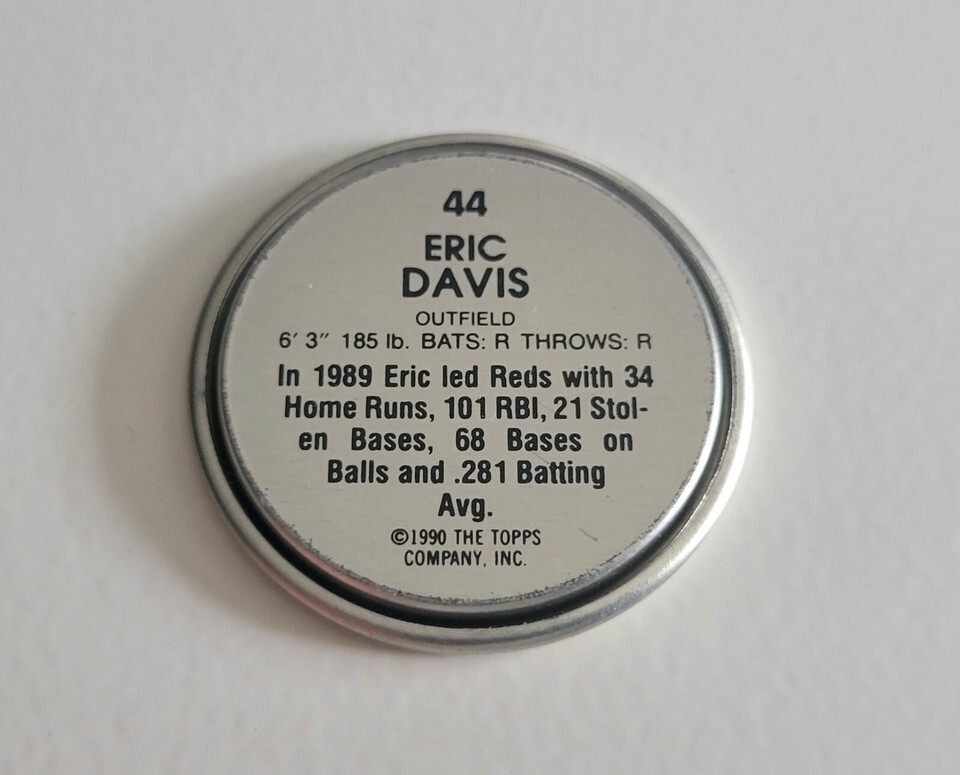 44
ERIC
DAVIS
OUTFIELD
6' 3" 185 lb. BATS: R THROWS: R
In 1989 Eric led Reds with 34
Home Runs, 101 RBI, 21 Stol-
en Bases, 68 Bases on
Balls and .281 Batting
Avg.
©1990 THE TOPPS
COMPANY, INC.